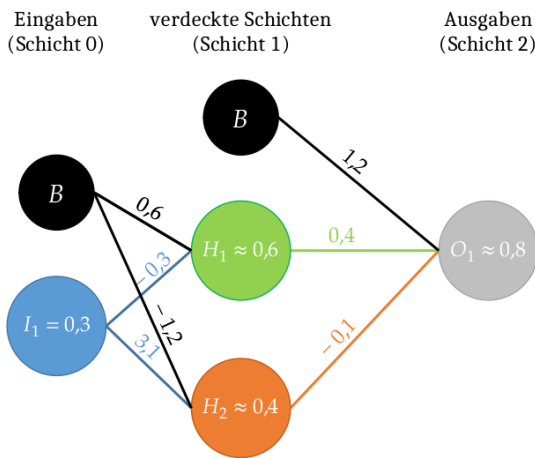 Eingaben
(Schicht 0)
verdeckte Schichten
(Schicht 1)
Ausgaben
(Schicht 2)
B
1,2
B
0,6
H₁ ≈ 0,6
0,4
O₁ ≈ 0,8
−0,3
I₁ = 0,3
−1,2
3,1
−0,1
H₂ ≈ 0,4